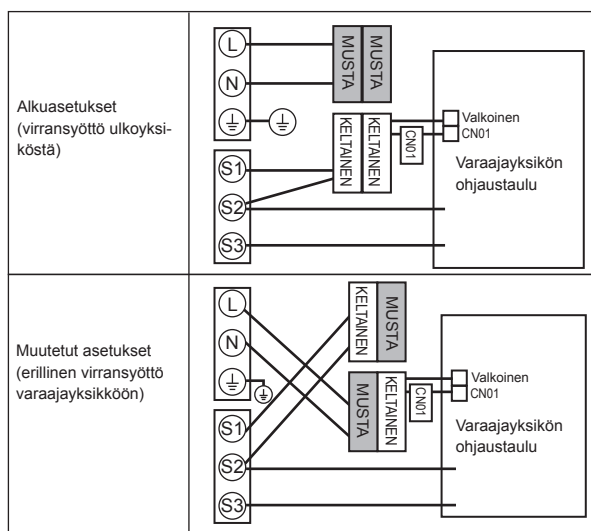 Alkuasetukset
(virransyöttö ulkoyksi-
köstä)
L
N
S1
S2
S3
MUSTA
MUSTA
KELTAINEN
KELTAINEN
CN01
Valkoinen
CN01
Varaajayksikön
ohjaustaulu
Muutetut asetukset
(erillinen virransyöttö
varaajayksikköön)
L
N
S1
S2
S3
KELTAINEN
MUSTA
MUSTA
KELTAINEN
CN01
Valkoinen
CN01
Varaajayksikön
ohjaustaulu